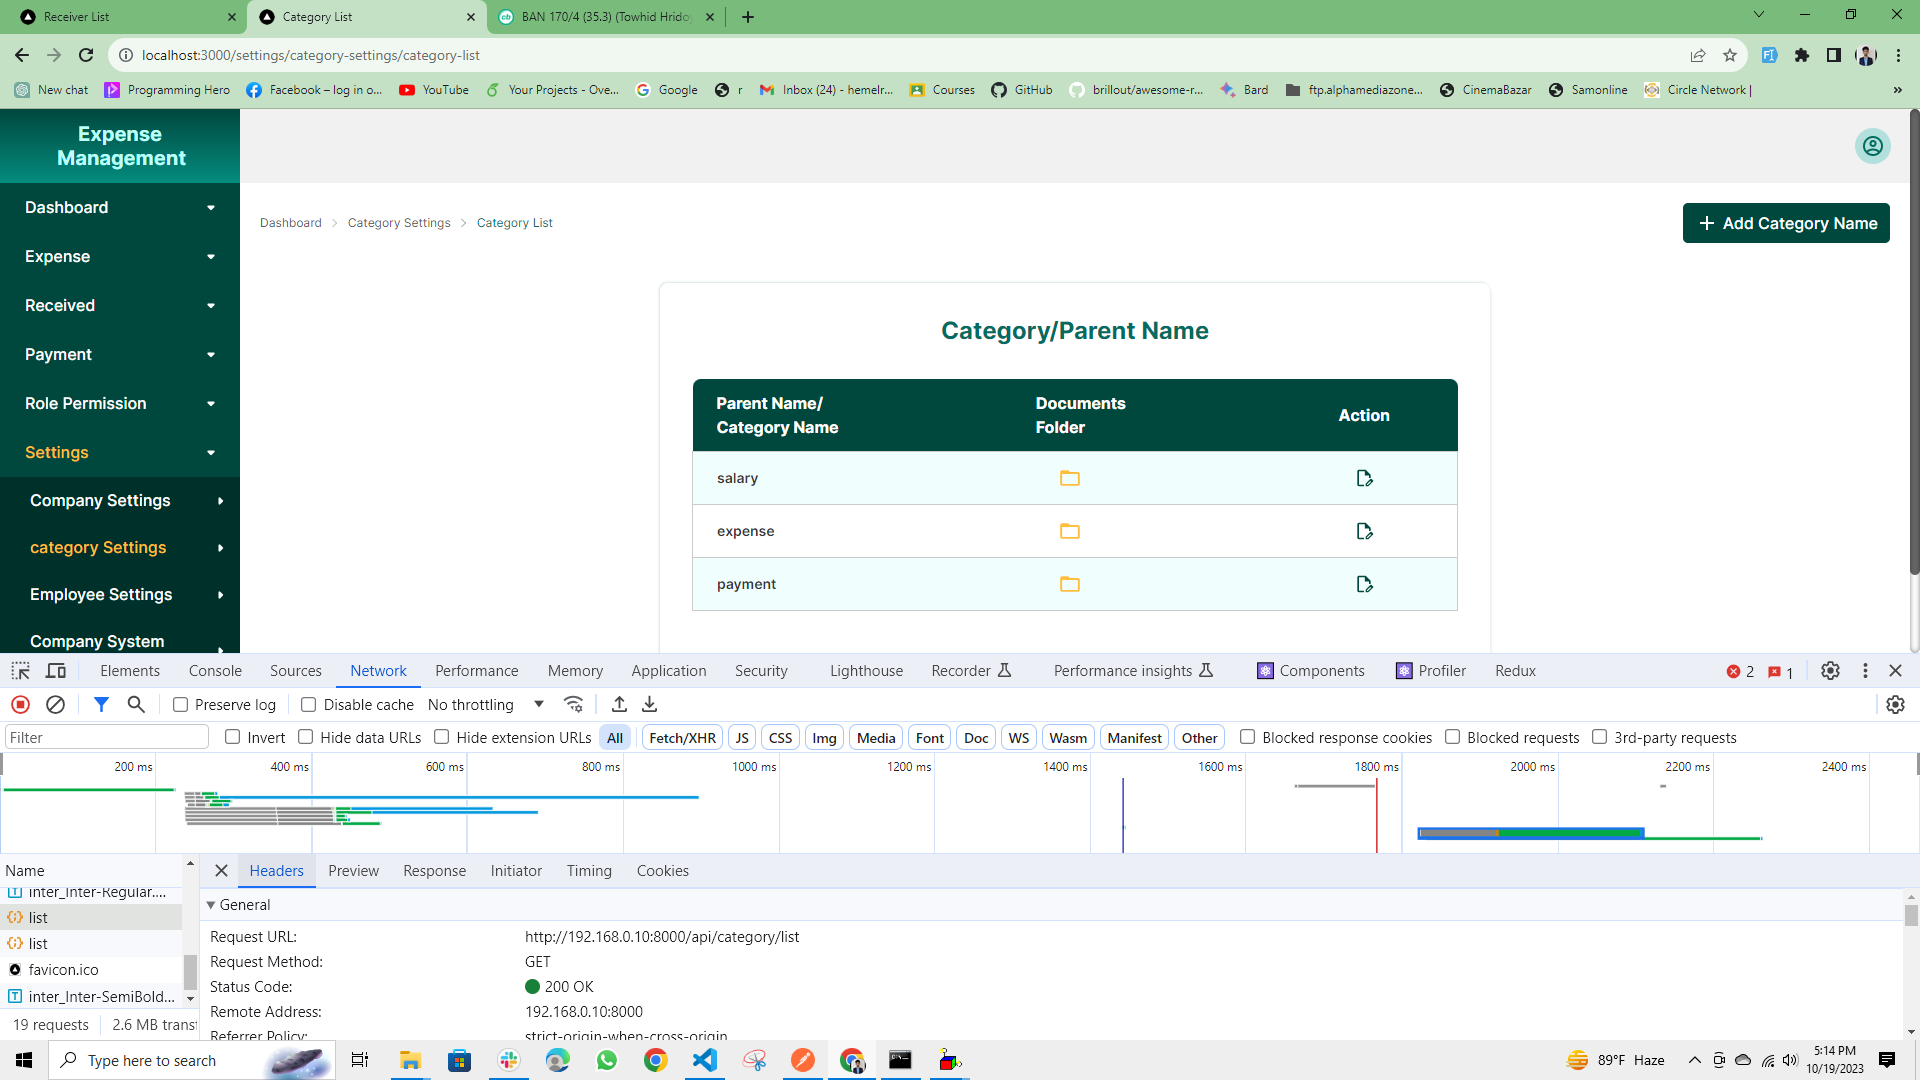 Receiver List
Category List
BAN 170/4 (35.3) (Towhid Hrido
localhost:3000/settings/category-settings/category-list
New chat
Programming Hero
Facebook – log in o...
YouTube
Your Projects - Ove...
Google
r
Inbox (24) - hemelr...
Courses
GitHub
brillout/awesome-r...
Bard
ftp.alphamediazone...
CinemaBazar
Samonline
Circle Network |
»
Expense
Management
Dashboard
Expense
Received
Payment
Role Permission
Settings
Company Settings
category Settings
Employee Settings
Company System
Dashboard > Category Settings > Category List
+ Add Category Name
Category/Parent Name
Parent Name/
Category Name
Documents
Folder
Action
salary
expense
payment
Elements Console Sources Network Performance Memory Application Security Lighthouse Recorder Performance insights Components Profiler Redux 2 1
Preserve log Disable cache No throttling
Filter Invert Hide data URLs Hide extension URLs All Fetch/XHR JS CSS Img Media Font Doc WS Wasm Manifest Other Blocked response cookies Blocked requests 3rd-party requests
200 ms 400 ms 600 ms 800 ms 1000 ms 1200 ms 1400 ms 1600 ms 1800 ms 2000 ms 2200 ms 2400 ms
Name
inter_Inter-Regular....
list
list
favicon.ico
inter_Inter-SemiBold...
19 requests 2.6 MB trans
Headers Preview Response Initiator Timing Cookies
General
Request URL: http://192.168.0.10:8000/api/category/list
Request Method: GET
Status Code: 200 OK
Remote Address: 192.168.0.10:8000
Referrer Policy: strict-origin-when-cross-origin
Type here to search
89°F Haze
5:14 PM
10/19/2023